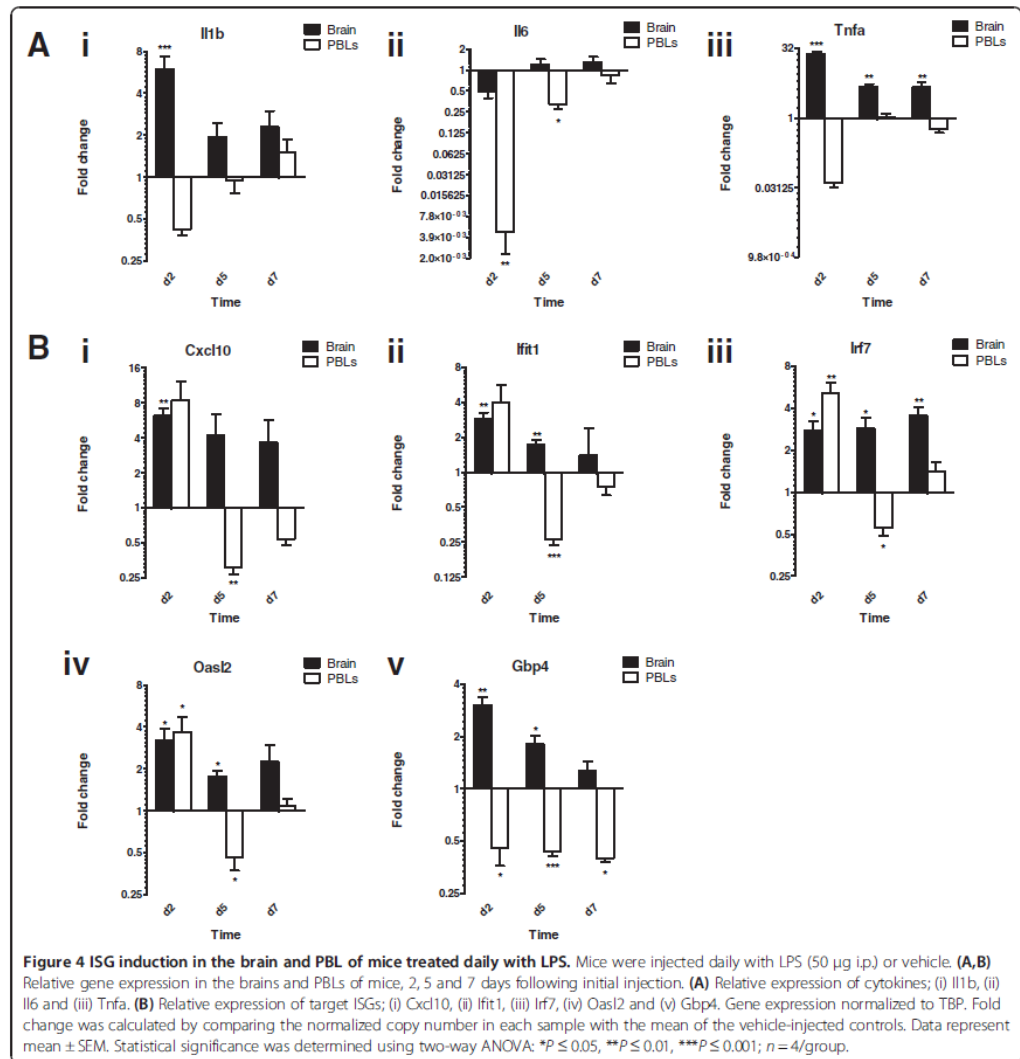 A i Il1b
Brain
PBLs
Fold change
***
8
4
2
1
0.5
0.25
d2 d5 d7
Time
ii Il6
Brain
PBLs
Fold change
2
1
0.5
0.25
0.125
0.0625
0.03125
0.015625
7.8×10⁻⁰³
3.9×10⁻⁰³
2.0×10⁻⁰³
**
*
d2 d5 d7
Time
iii Tnfa
Brain
PBLs
Fold change
***
**
**
32
1
0.03125
9.8×10⁻⁰⁴
d2 d5 d7
Time
B i Cxcl10
Brain
PBLs
Fold change
16
8
4
2
1
0.5
0.25
**
**
d2 d5 d7
Time
ii Ifit1
Brain
PBLs
Fold change
8
4
2
1
0.5
0.25
0.125
**
**
***
d2 d5 d7
Time
iii Irf7
Brain
PBLs
Fold change
8
4
2
1
0.5
0.25
*
**
*
*
**
d2 d5 d7
Time
iv Oasl2
Brain
PBLs
Fold change
8
4
2
1
0.5
0.25
*
*
*
*
d2 d5 d7
Time
v Gbp4
Brain
PBLs
Fold change
4
2
1
0.5
0.25
**
*
*
***
*
d2 d5 d7
Time
Figure 4 ISG induction in the brain and PBL of mice treated daily with LPS. Mice were injected daily with LPS (50 μg i.p.) or vehicle. (A,B)
Relative gene expression in the brains and PBLs of mice, 2, 5 and 7 days following initial injection. (A) Relative expression of cytokines; (i) Il1b, (ii)
Il6 and (iii) Tnfa. (B) Relative expression of target ISGs; (i) Cxcl10, (ii) Ifit1, (iii) Irf7, (iv) Oasl2 and (v) Gbp4. Gene expression normalized to TBP. Fold
change was calculated by comparing the normalized copy number in each sample with the mean of the vehicle-injected controls. Data represent
mean ± SEM. Statistical significance was determined using two-way ANOVA: *P ≤ 0.05, **P ≤ 0.01, ***P ≤ 0.001; n = 4/group.